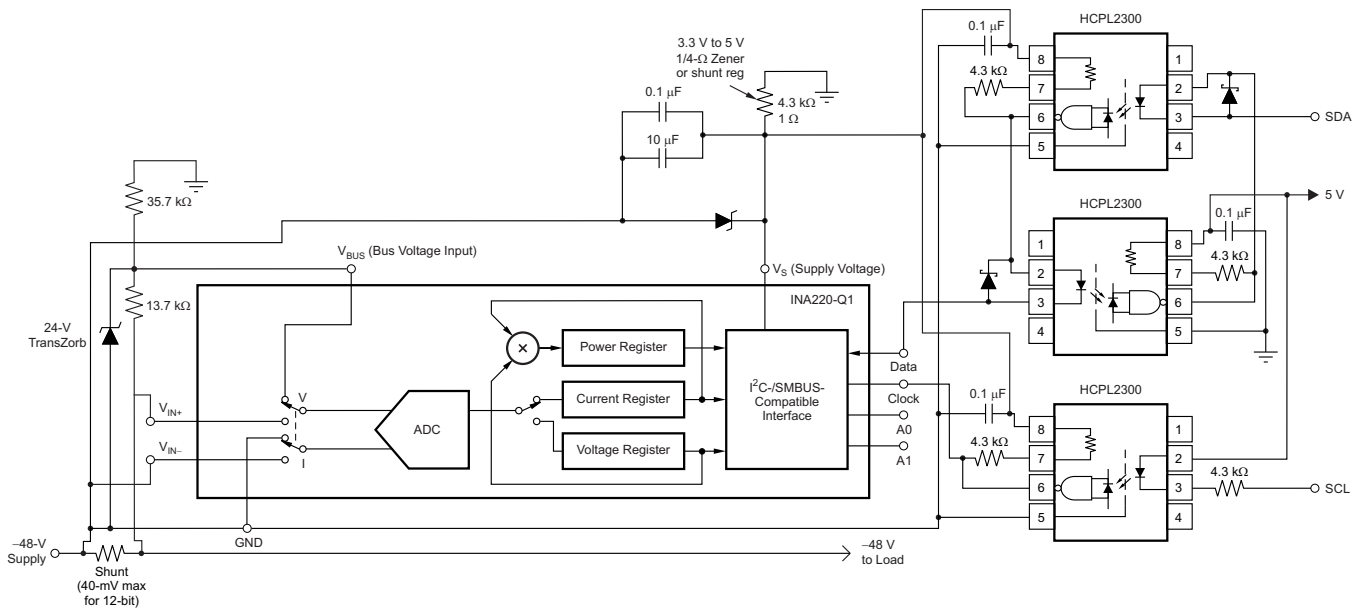 HCPL2300
0.1 μF
3.3 V to 5 V
1/4-Ω Zener
or shunt reg
8
1
4.3 kΩ
7
2
0.1 μF
4.3 kΩ
1 Ω
6
3
SDA
10 μF
5
4
35.7 kΩ
HCPL2300
5 V
0.1 μF
1
8
VBUS (Bus Voltage Input)
4.3 kΩ
2
7
VS (Supply Voltage)
3
6
INA220-Q1
13.7 kΩ
24-V
TransZorb
4
5
×
Power Register
Data
I2C-/SMBUS-
Compatible
Interface
HCPL2300
Clock
0.1 μF
V
Current Register
VIN+
ADC
A0
8
1
4.3 kΩ
VIN–
I
Voltage Register
A1
7
2
4.3 kΩ
6
3
SCL
5
4
GND
–48-V
Supply
–48 V
to Load
Shunt
(40-mV max
for 12-bit)